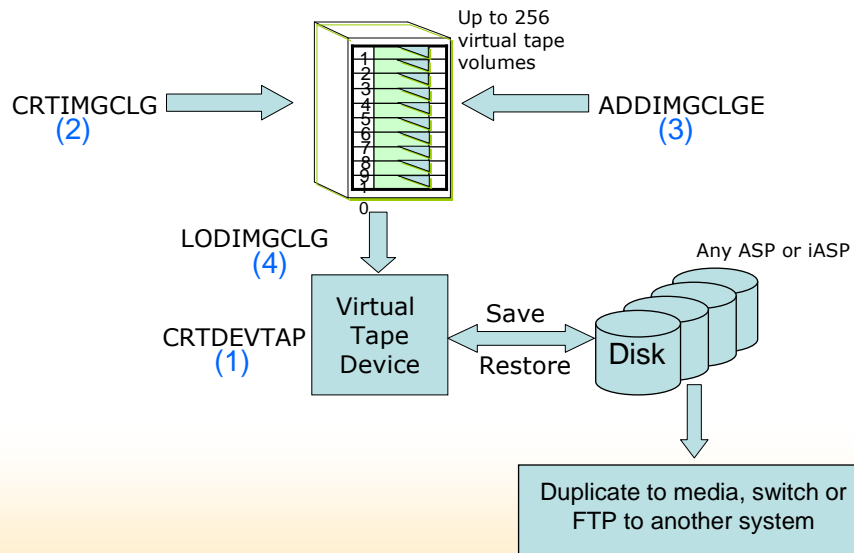 Up to 256
virtual tape
volumes
1
2
3
4
5
6
7
8
9
1
0
CRTIMGCLG
(2)
ADDIMGCLGE
(3)
LODIMGCLG
(4)
Any ASP or iASP
CRTDEVTAP
(1)
Virtual
Tape
Device
Save
Restore
Disk
Duplicate to media, switch or
FTP to another system